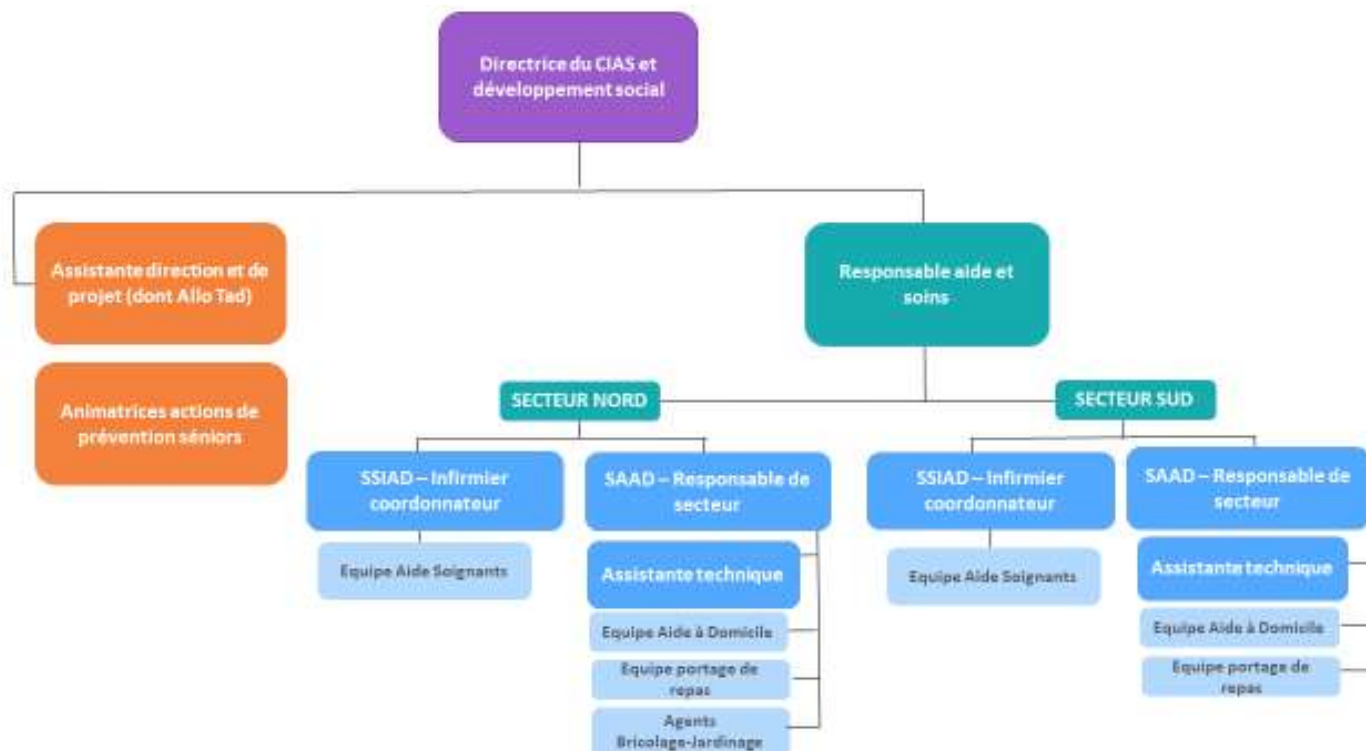 Directrice du CIAS et
développement social
Assistante direction et de
projet (dont Allo Tad)
Responsable aide et
soins
Animatrices actions de
prévention séniors
SECTEUR NORD
SECTEUR SUD
SSIAD – Infirmier
coordonnateur
SAAD – Responsable de
secteur
SSIAD – Infirmier
coordonnateur
SAAD – Responsable de
secteur
Equipe Aide Soignants
Assistante technique
Equipe Aide à Domicile
Equipe portage de
repas
Agents
Bricolage-Jardinage
Equipe Aide Soignants
Assistante technique
Equipe Aide à Domicile
Equipe portage de
repas